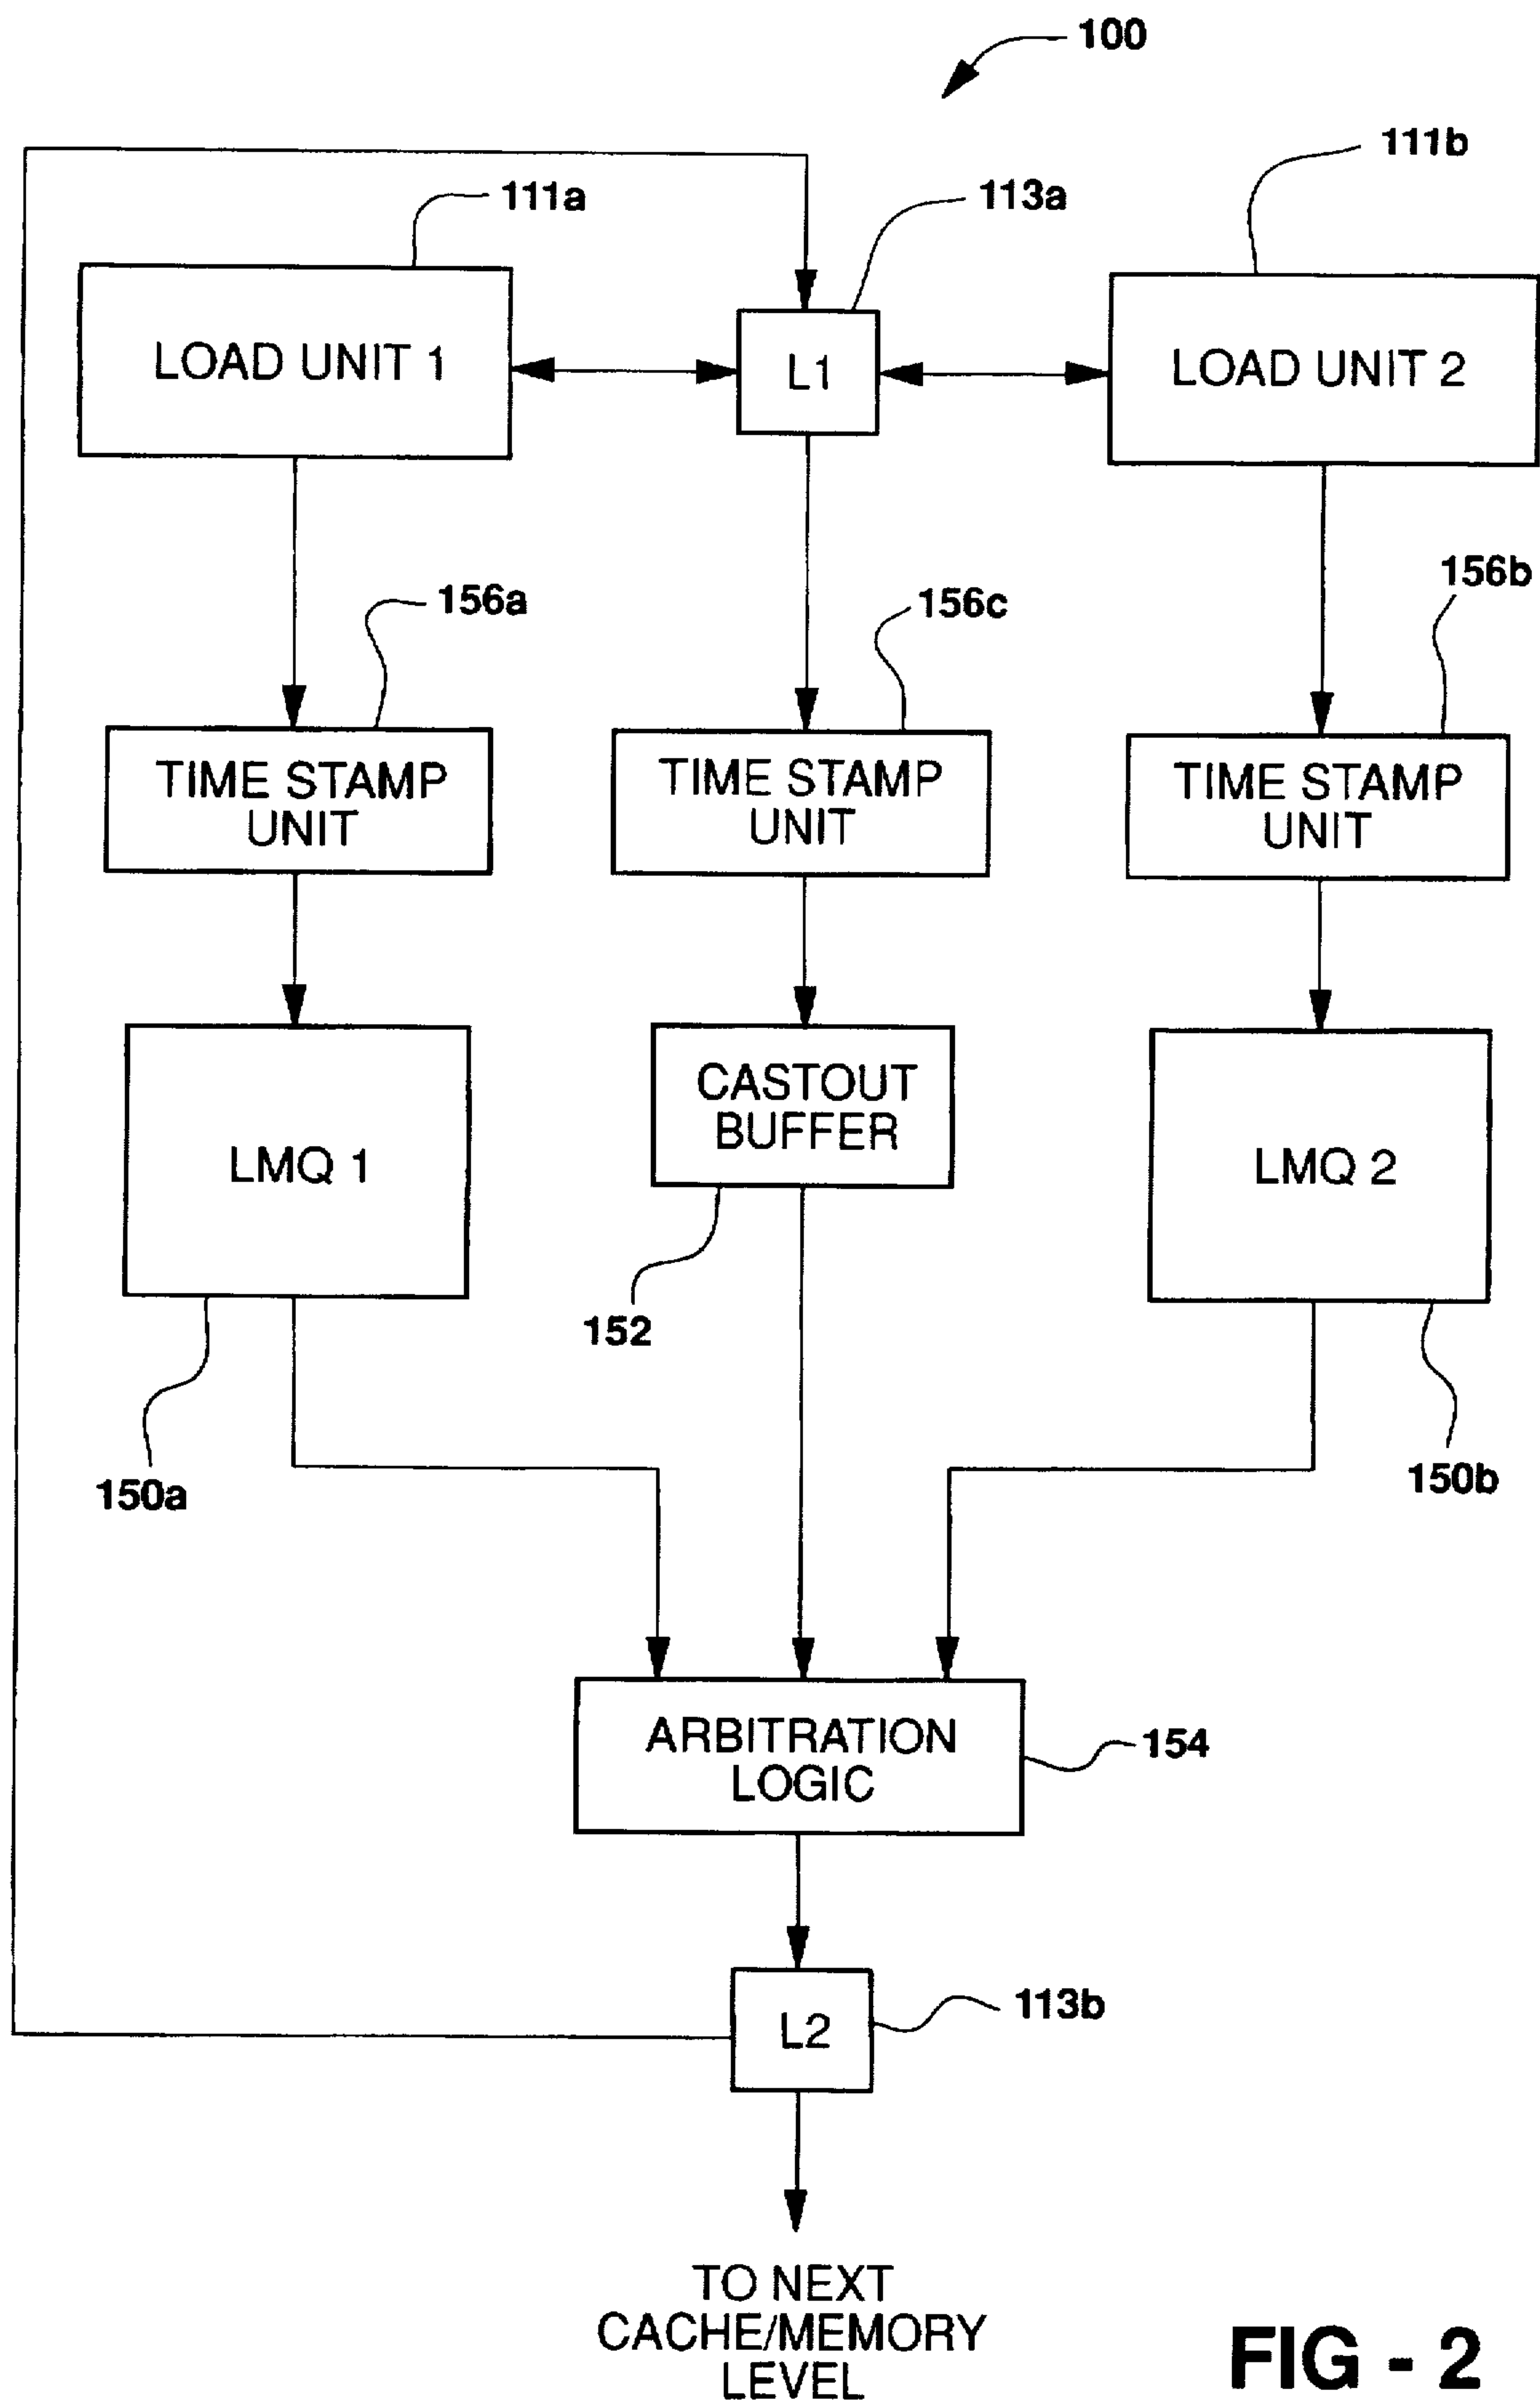 100
111b
111a
113a
LOAD UNIT 1
L1
LOAD UNIT 2
156a
156c
156b
TIME STAMP
UNIT
TIME STAMP
UNIT
TIME STAMP
UNIT
LMQ 1
CASTOUT
BUFFER
LMQ 2
152
150a
150b
ARBITRATION
LOGIC
154
L2
113b
TO NEXT
CACHE/MEMORY
LEVEL
FIG - 2